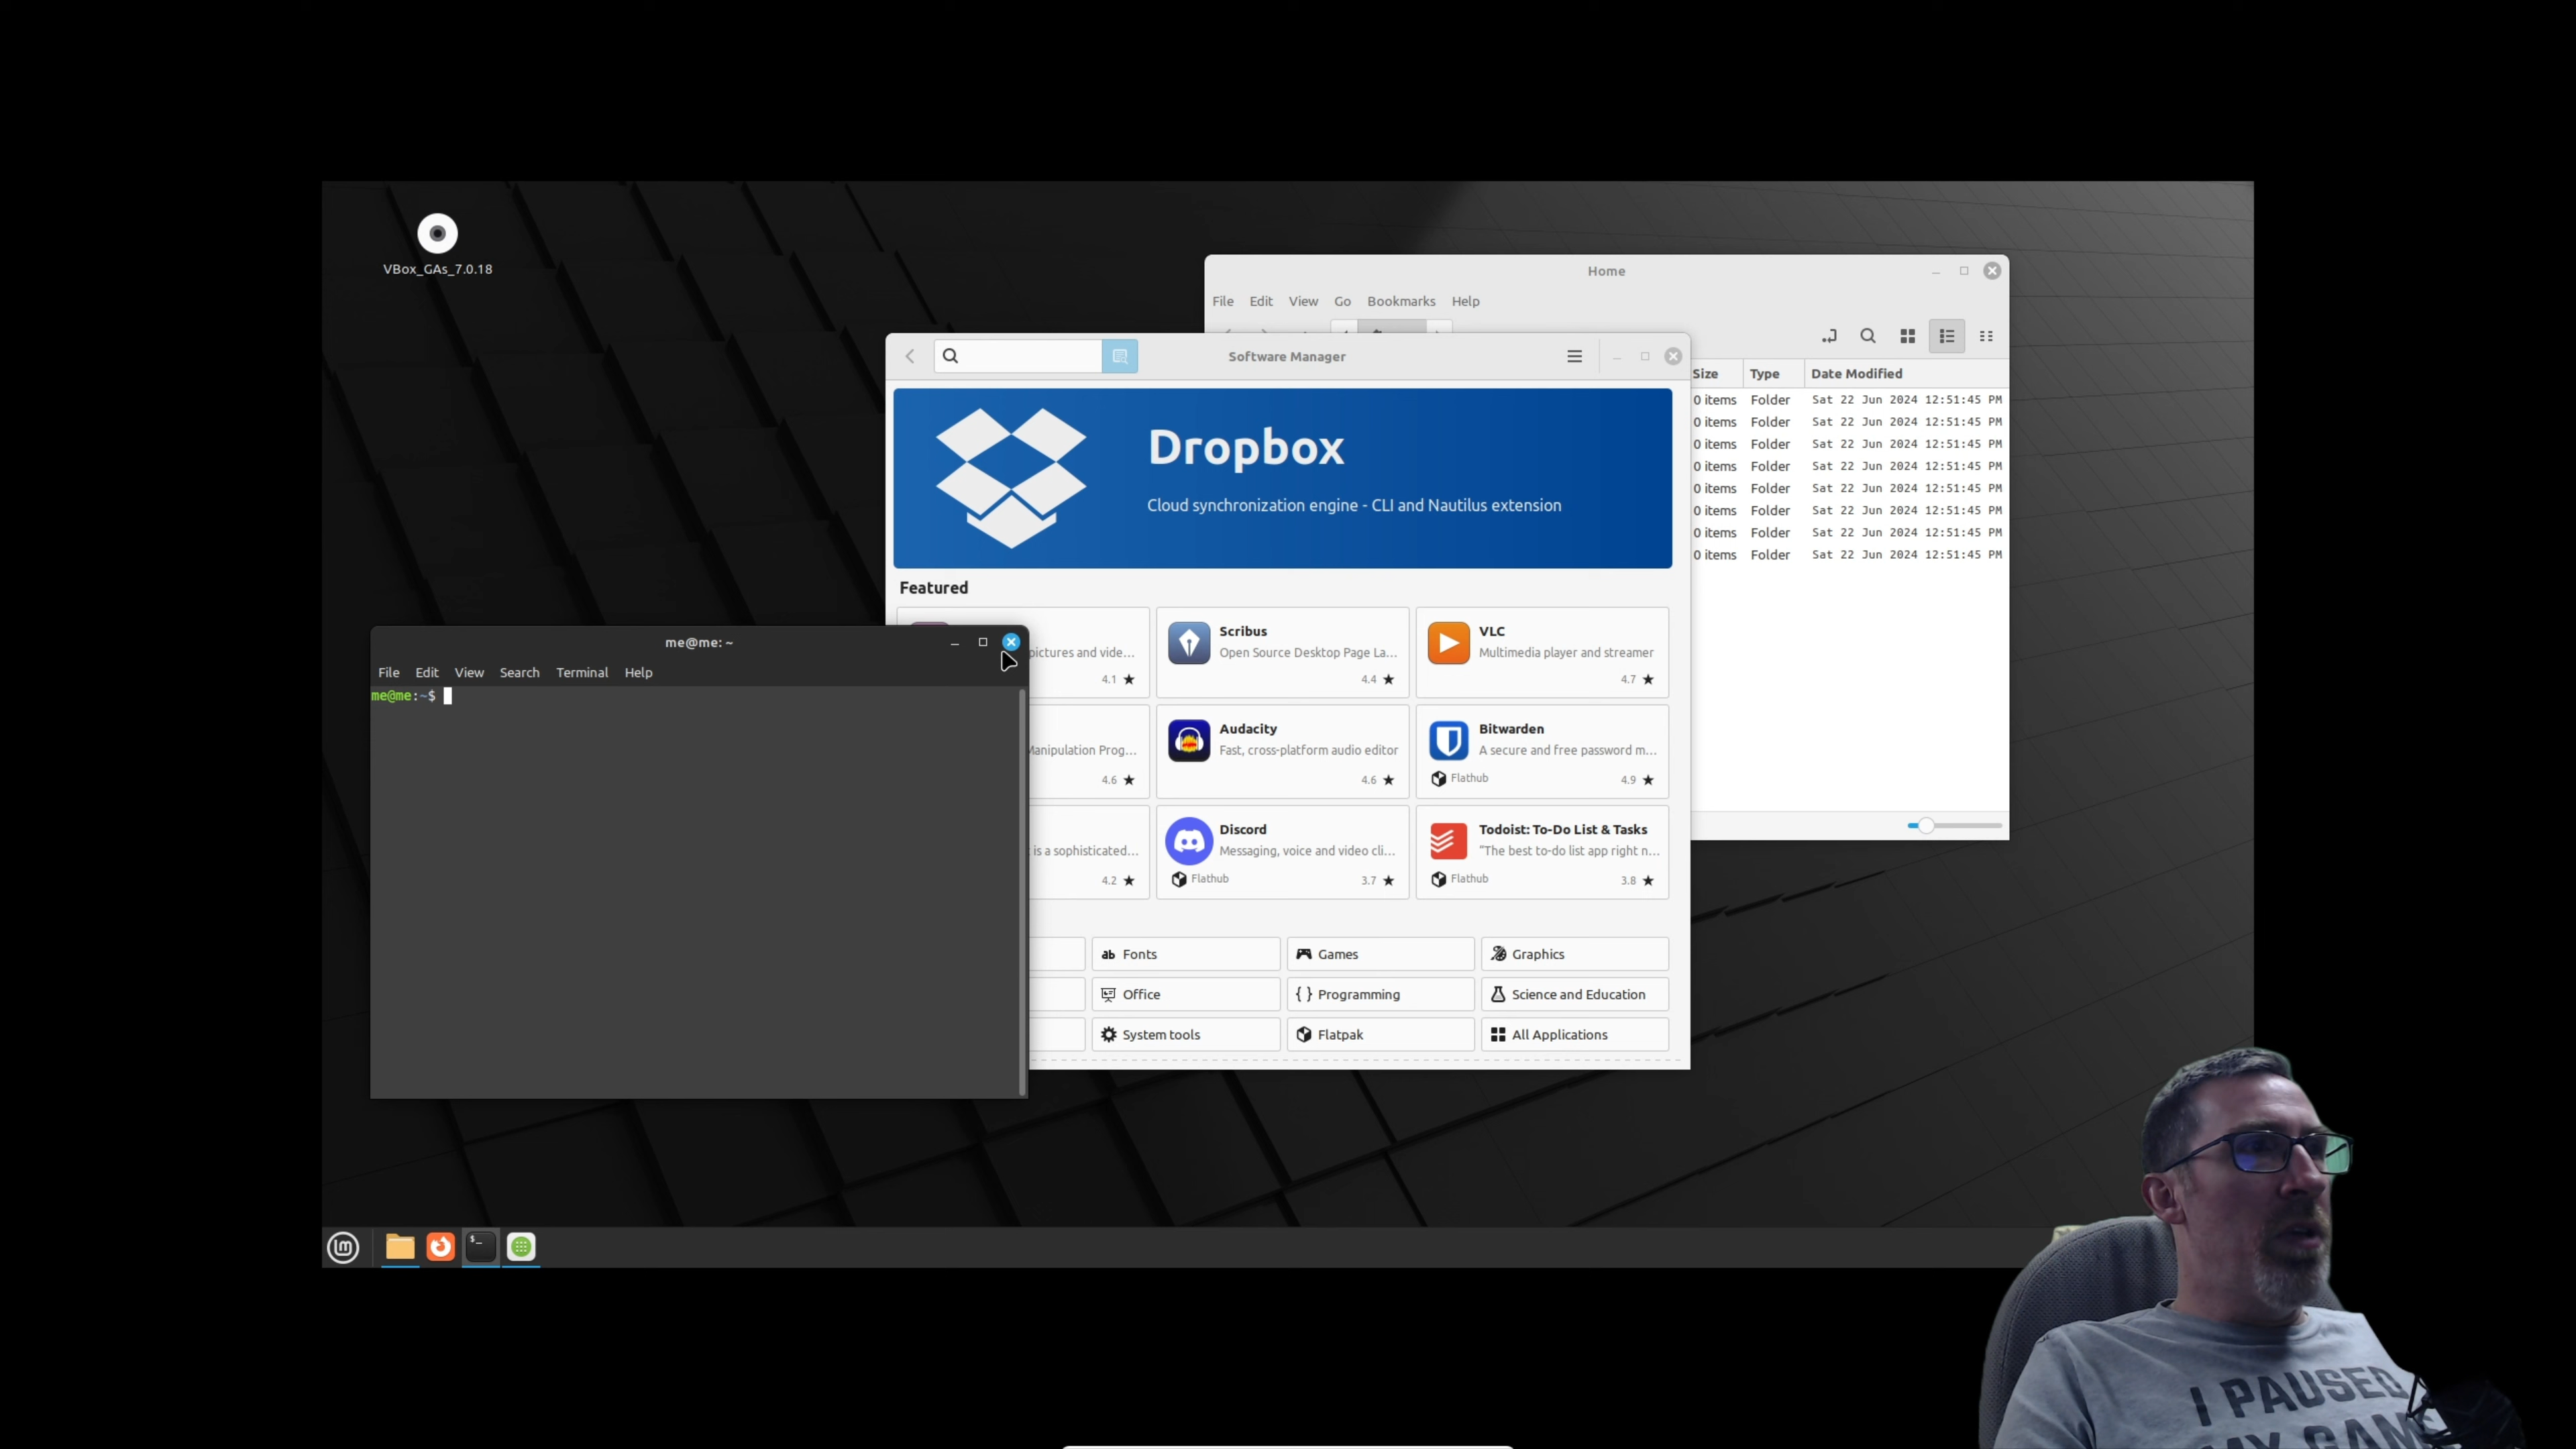 VBox_GAs_7.0.18
Home
File Edit View Go Bookmarks Help
Software Manager
Size Type Date Modified
0 items Folder Sat 22 Jun 2024 12:51:45 PM
0 items Folder Sat 22 Jun 2024 12:51:45 PM
0 items Folder Sat 22 Jun 2024 12:51:45 PM
0 items Folder Sat 22 Jun 2024 12:51:45 PM
0 items Folder Sat 22 Jun 2024 12:51:45 PM
0 items Folder Sat 22 Jun 2024 12:51:45 PM
0 items Folder Sat 22 Jun 2024 12:51:45 PM
0 items Folder Sat 22 Jun 2024 12:51:45 PM
Dropbox
Cloud synchronization engine - CLI and Nautilus extension
Featured
pictures and vide...
4.1 ★
Scribus
Open Source Desktop Page La...
4.4 ★
VLC
Multimedia player and streamer
4.7 ★
Manipulation Prog...
4.6 ★
Audacity
Fast, cross-platform audio editor
4.6 ★
Bitwarden
A secure and free password m...
Flathub 4.9 ★
is a sophisticated...
4.2 ★
Discord
Messaging, voice and video cli...
Flathub 3.7 ★
Todoist: To-Do List & Tasks
"The best to-do list app right n...
Flathub 3.8 ★
ab Fonts
Games
Graphics
Office
{ } Programming
Science and Education
System tools
Flatpak
All Applications
me@me: ~
File Edit View Search Terminal Help
me@me:~$
$_
lm
I PAUSED
MY GAM